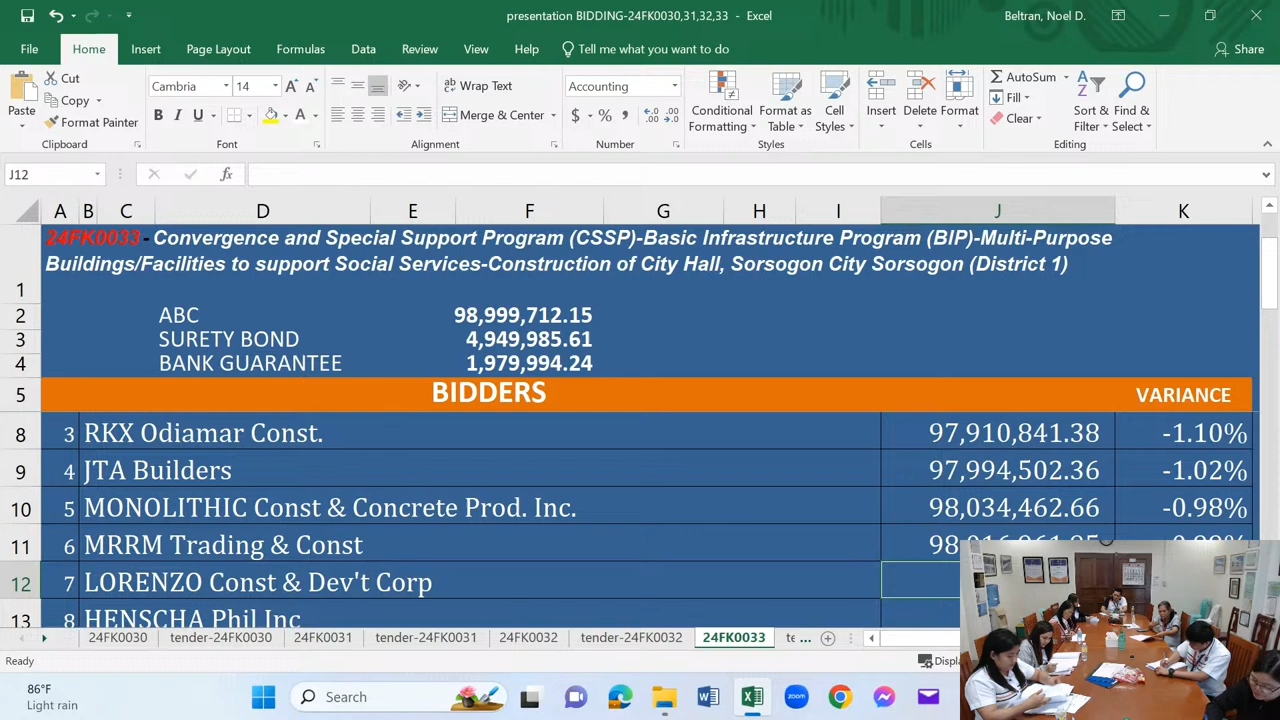 presentation BIDDING-24FK0030,31,32,33 - Excel
Beltran, Noel D.
File Home Insert Page Layout Formulas Data Review View Help Tell me what you want to do Share
Paste
Cut
Copy
Format Painter
Clipboard
Cambria 14
B I U
Font
Wrap Text
Merge & Center
Alignment
Accounting
Number
Conditional Formatting
Format as Table
Cell Styles
Styles
Insert Delete Format
Cells
AutoSum
Fill
Clear
Sort & Filter
Find & Select
Editing
J12
A B C D E F G H I J K
1 24FK0033 - Convergence and Special Support Program (CSSP)-Basic Infrastructure Program (BIP)-Multi-Purpose
Buildings/Facilities to support Social Services-Construction of City Hall, Sorsogon City Sorsogon (District 1)
2 ABC 98,999,712.15
3 SURETY BOND 4,949,985.61
4 BANK GUARANTEE 1,979,994.24
5 BIDDERS VARIANCE
8 3 RKX Odiamar Const. 97,910,841.38 -1.10%
9 4 JTA Builders 97,994,502.36 -1.02%
10 5 MONOLITHIC Const & Concrete Prod. Inc. 98,034,462.66 -0.98%
11 6 MRRM Trading & Const
12 7 LORENZO Const & Dev't Corp
13 8 HENSCHA Phil Inc
24FK0030 tender-24FK0030 24FK0031 tender-24FK0031 24FK0032 tender-24FK0032 24FK0033 te ...
Ready
Displa
86°F
Light rain
Search
zoom